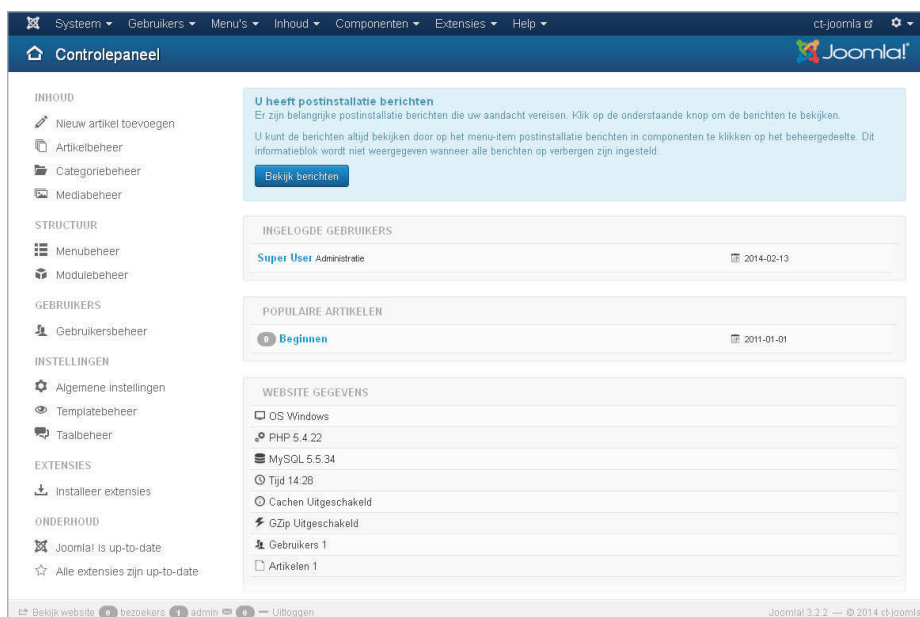 Systeem Gebruikers Menu's Inhoud Componenten Extensies Help ct-joomla
Controlepaneel Joomla!
INHOUD
Nieuw artikel toevoegen
Artikelbeheer
Categoriebeheer
Mediabeheer
STRUCTUUR
Menubeheer
Modulebeheer
GEBRUIKERS
Gebruikersbeheer
INSTELLINGEN
Algemene instellingen
Templatebeheer
Taalbeheer
EXTENSIES
Installeer extensies
ONDERHOUD
Joomla! is up-to-date
Alle extensies zijn up-to-date
U heeft postinstallatie berichten
Er zijn belangrijke postinstallatie berichten die uw aandacht vereisen. Klik op de onderstaande knop om de berichten te bekijken.
U kunt de berichten altijd bekijken door op het menu-item postinstallatie berichten in componenten te klikken op het beheergedeelte. Dit
informatieblok wordt niet weergegeven wanneer alle berichten op verbergen zijn ingesteld.
Bekijk berichten
INGELOGDE GEBRUIKERS
Super User Administratie 2014-02-13
POPULAIRE ARTIKELEN
0 Beginnen 2011-01-01
WEBSITE GEGEVENS
OS Windows
PHP 5.4.22
MySQL 5.5.34
Tijd 14:28
Cachen Uitgeschakeld
GZip Uitgeschakeld
Gebruikers 1
Artikelen 1
Bekijk website 0 bezoekers 1 admin 0 Uitloggen Joomla! 3.2.2 — © 2014 ct-joomla